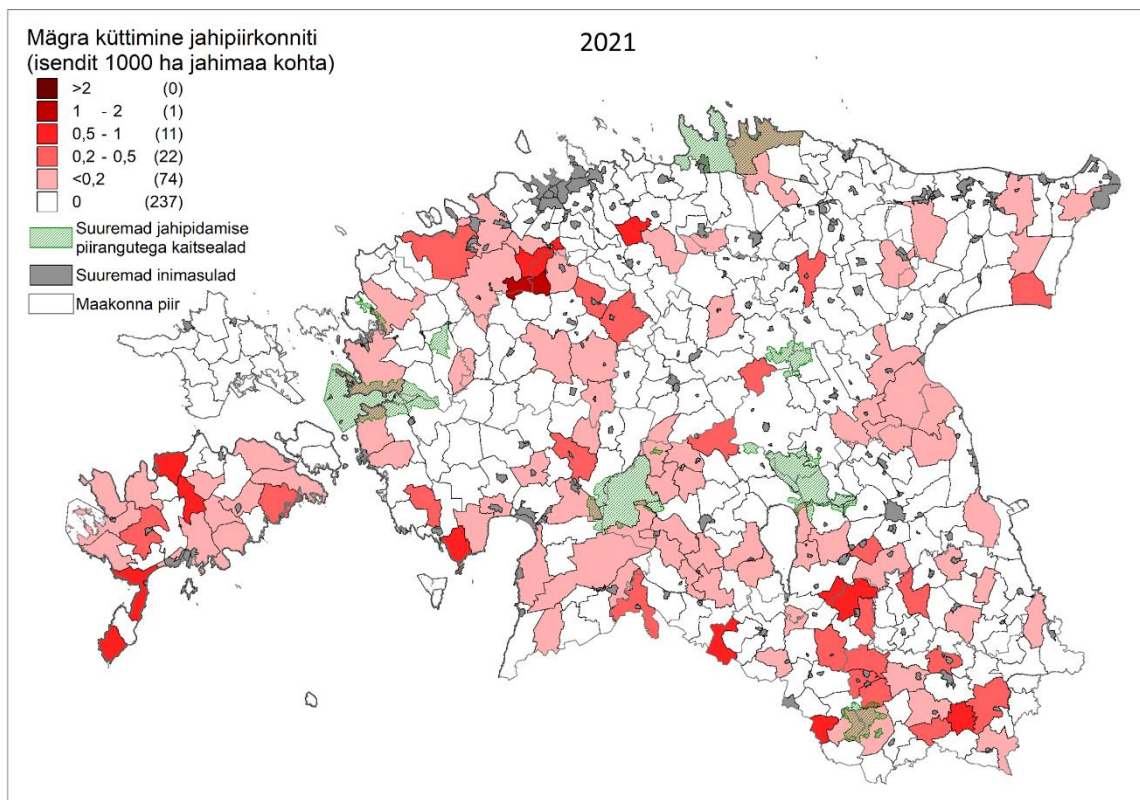 Mägra küttimine jahipiirkonniti
(isendit 1000 ha jahimaa kohta)
2021
>2 (0)
1 - 2 (1)
0,5 - 1 (11)
0,2 - 0,5 (22)
<0,2 (74)
0 (237)
Suuremad jahipidamise
piirangutega kaitsealad
Suuremad inimasulad
Maakonna piir